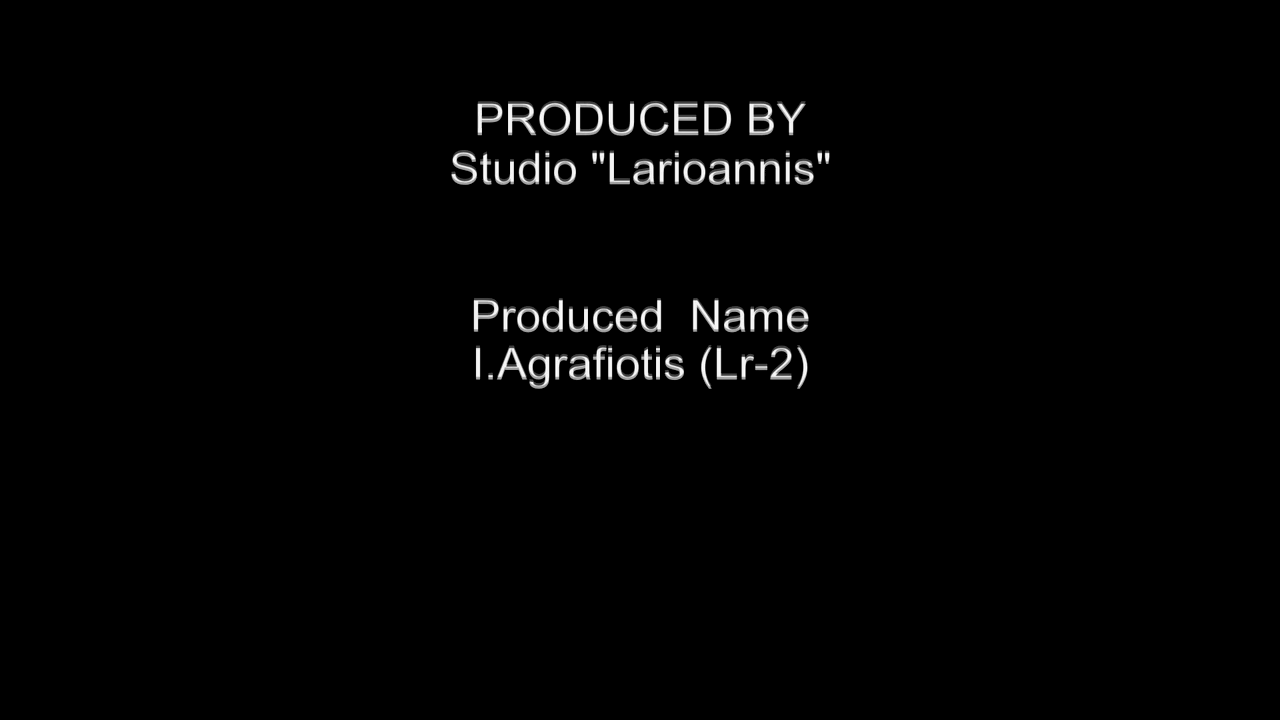 PRODUCED BY
Studio "Larioannis"
Produced  Name
I.Agrafiotis (Lr-2)